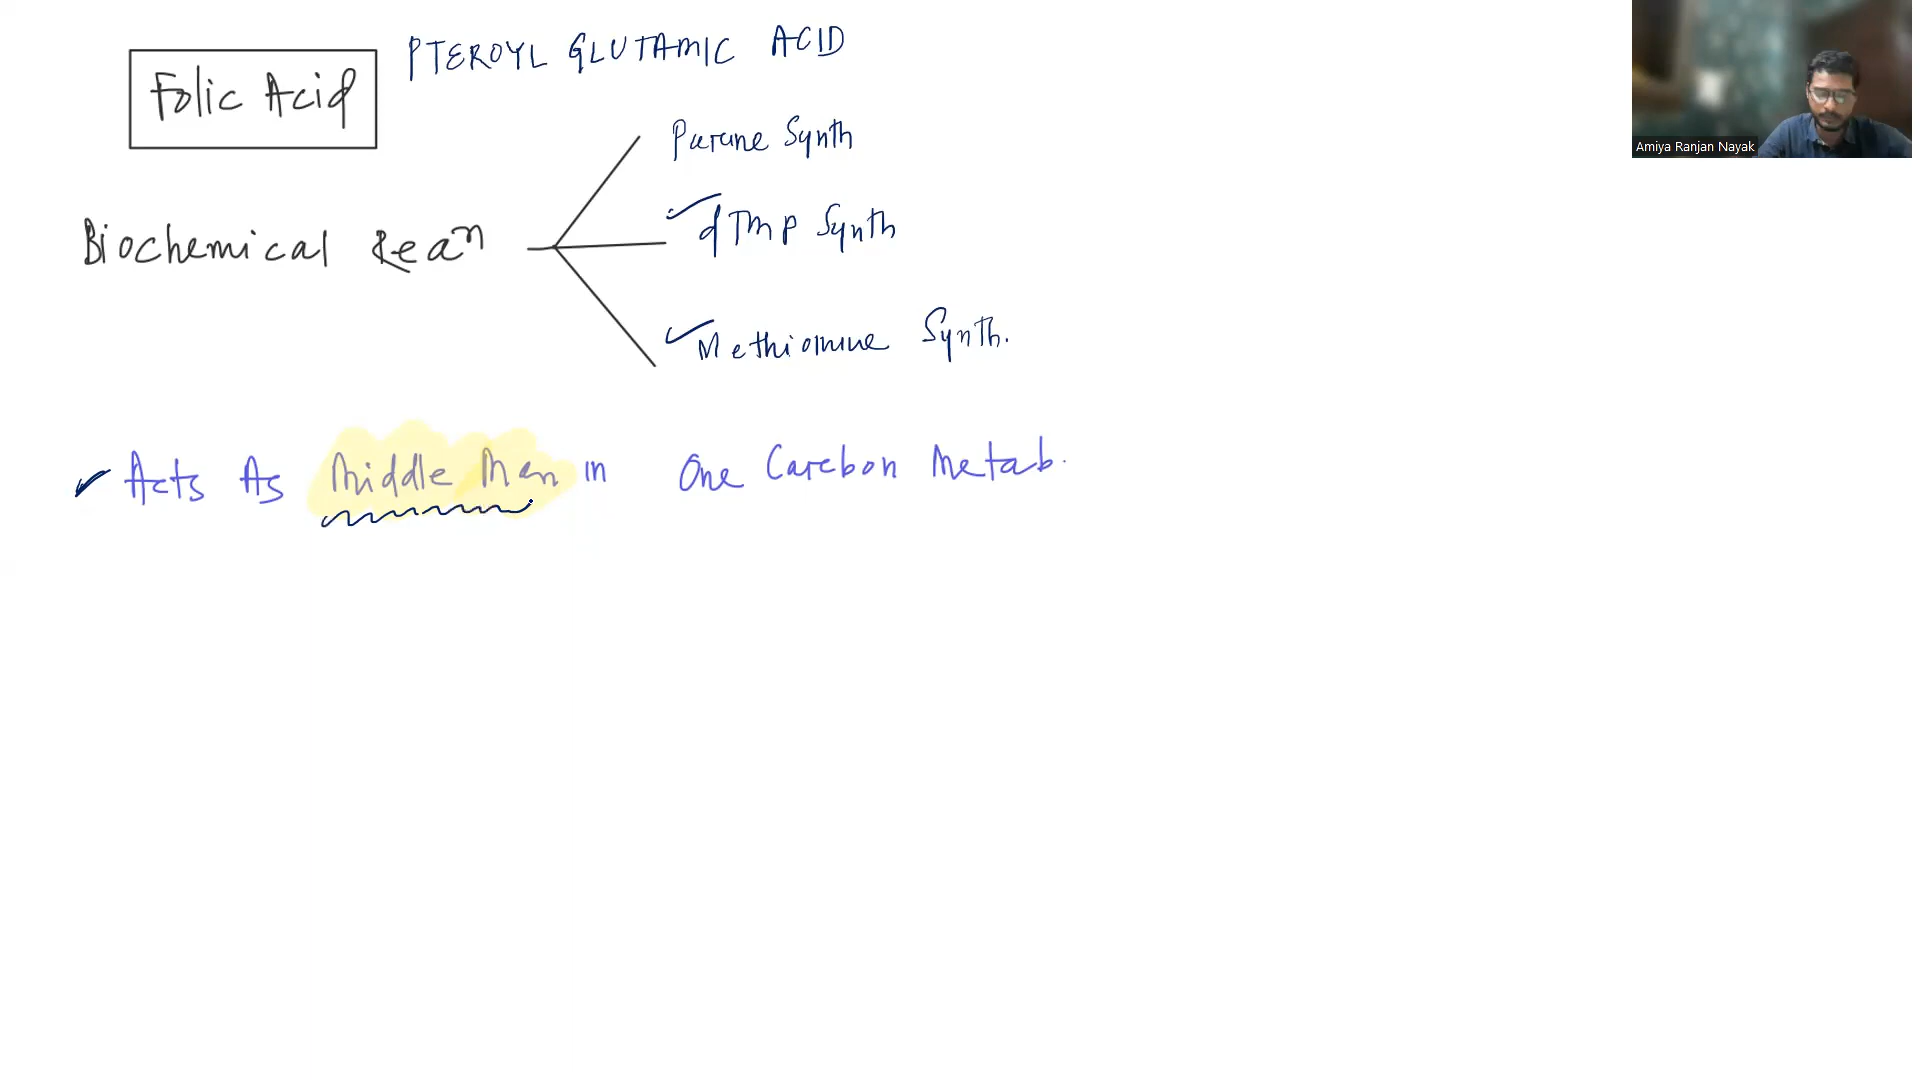 PTEROYL GLUTAMIC ACID
Folic Acid
Amiya Ranjan Nayak
Purine Synth
Biochemical Rean
dTmp Synth
Methionine Synth.
Acts As Middle Man in One Carebon Metab.